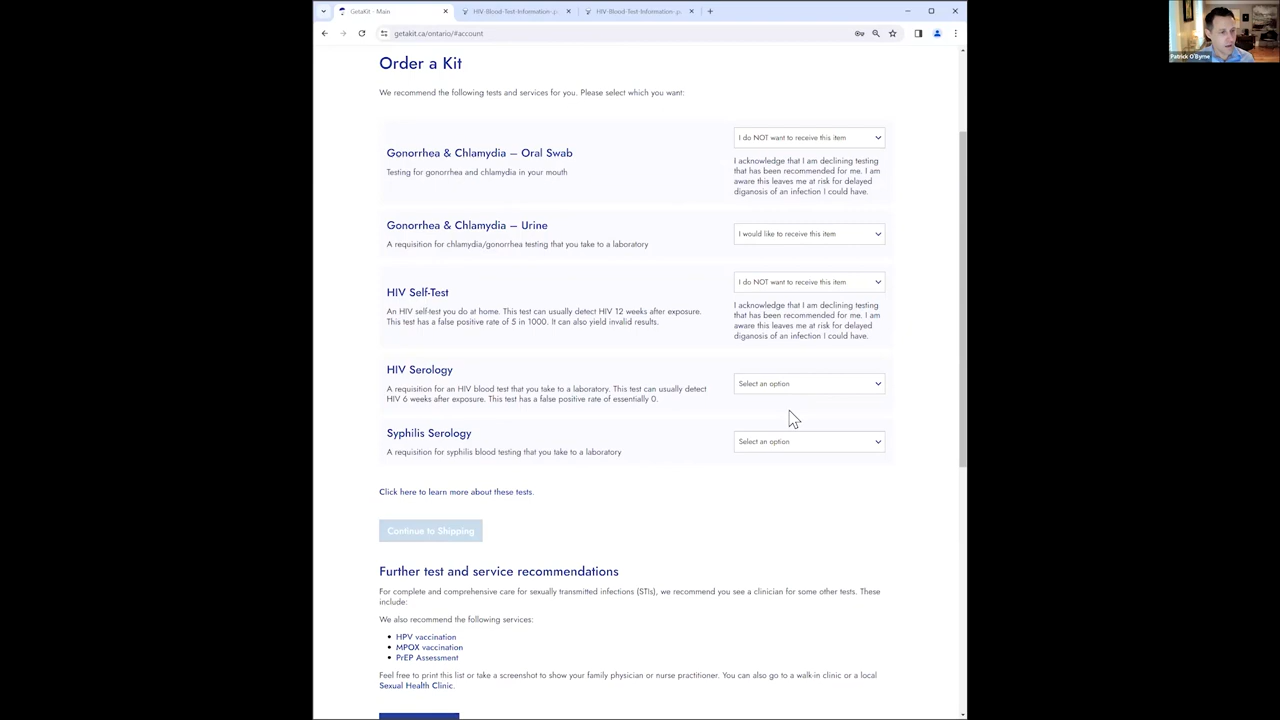 GetaKit - Main
HIV-Blood-Test-Information-.p
HIV-Blood-Test-Information-.p
getakit.ca/ontario/#account
Patrick O'Byrne
Order a Kit
We recommend the following tests and services for you. Please select which you want:
Gonorrhea & Chlamydia – Oral Swab
Testing for gonorrhea and chlamydia in your mouth
I do NOT want to receive this item
I acknowledge that I am declining testing
that has been recommended for me. I am
aware this leaves me at risk for delayed
diganosis of an infection I could have.
Gonorrhea & Chlamydia – Urine
A requisition for chlamydia/gonorrhea testing that you take to a laboratory
I would like to receive this item
HIV Self-Test
An HIV self-test you do at home. This test can usually detect HIV 12 weeks after exposure.
This test has a false positive rate of 5 in 1000. It can also yield invalid results.
I do NOT want to receive this item
I acknowledge that I am declining testing
that has been recommended for me. I am
aware this leaves me at risk for delayed
diganosis of an infection I could have.
HIV Serology
A requisition for an HIV blood test that you take to a laboratory. This test can usually detect
HIV 6 weeks after exposure. This test has a false positive rate of essentially 0.
Select an option
Syphilis Serology
A requisition for syphilis blood testing that you take to a laboratory
Select an option
Click here to learn more about these tests.
Continue to Shipping
Further test and service recommendations
For complete and comprehensive care for sexually transmitted infections (STIs), we recommend you see a clinician for some other tests. These
include:
We also recommend the following services:
HPV vaccination
MPOX vaccination
PrEP Assessment
Feel free to print this list or take a screenshot to show your family physician or nurse practitioner. You can also go to a walk-in clinic or a local
Sexual Health Clinic.